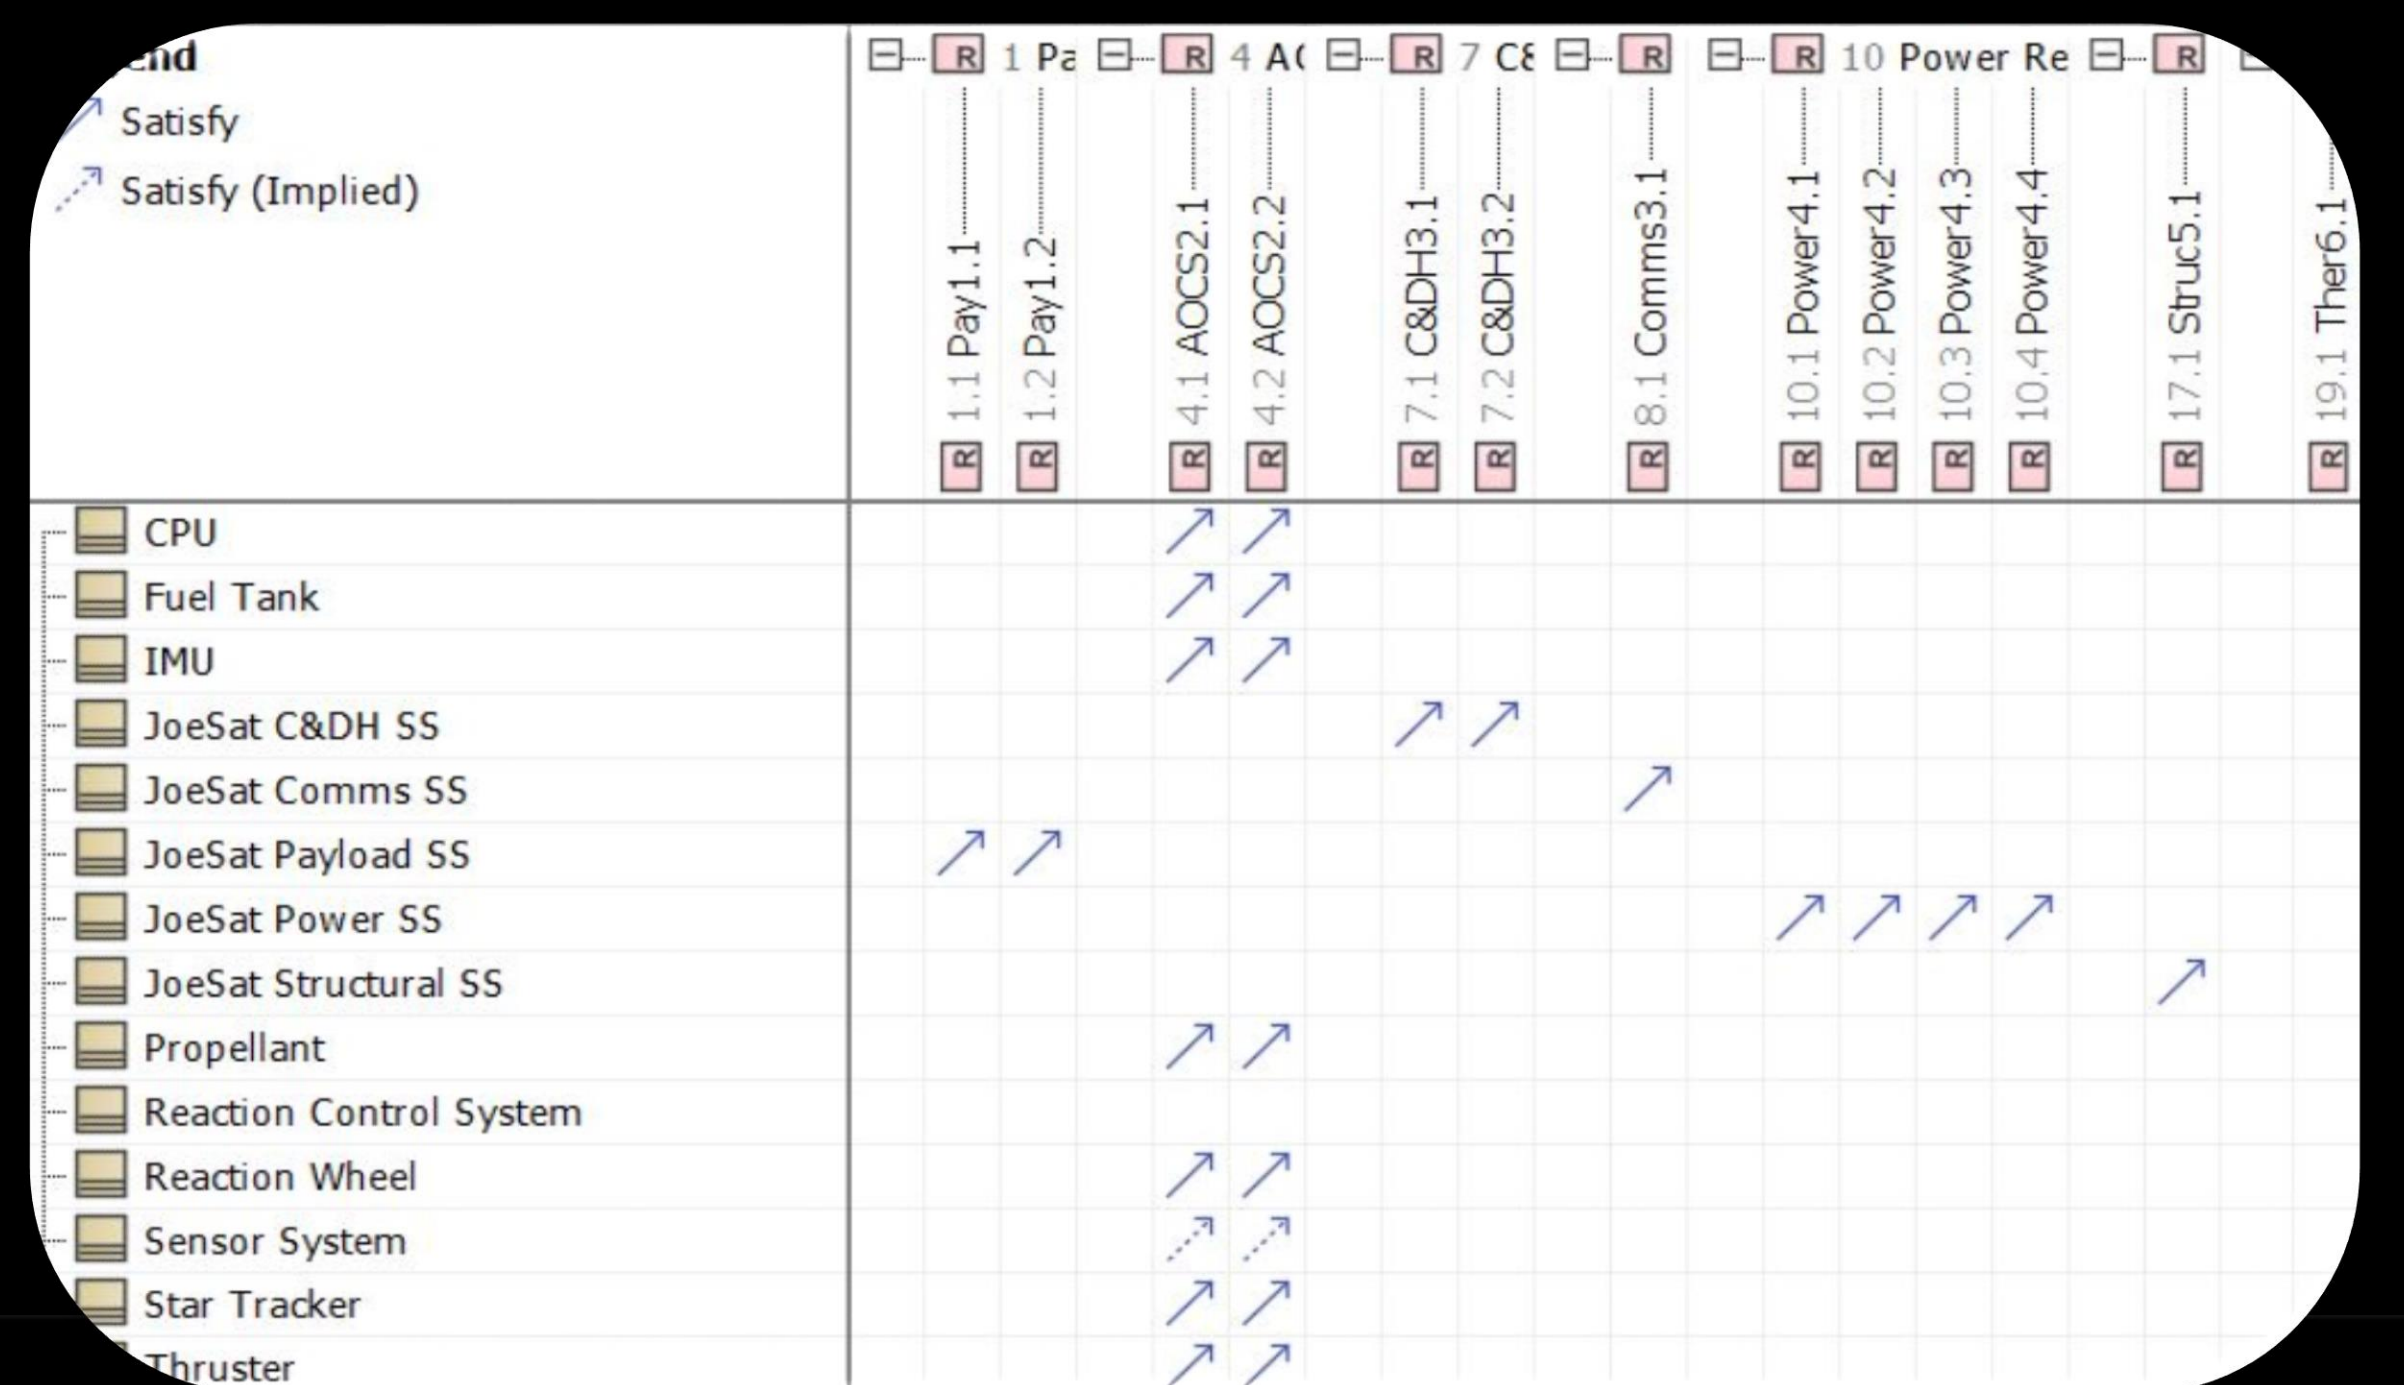 end
Satisfy
Satisfy (Implied)
R 1 Pa R 4 AC R 7 C& R R 10 Power Re R
1.1 Pay1.1
1.2 Pay1.2
4.1 AOCS2.1
4.2 AOCS2.2
7.1 C&DH3.1
7.2 C&DH3.2
8.1 Comms3.1
10.1 Power4.1
10.2 Power4.2
10.3 Power4.3
10.4 Power4.4
17.1 Struc5.1
19.1 Ther6.1
R R R R R R R R R R R R R
CPU
Fuel Tank
IMU
JoeSat C&DH SS
JoeSat Comms SS
JoeSat Payload SS
JoeSat Power SS
JoeSat Structural SS
Propellant
Reaction Control System
Reaction Wheel
Sensor System
Star Tracker
Thruster